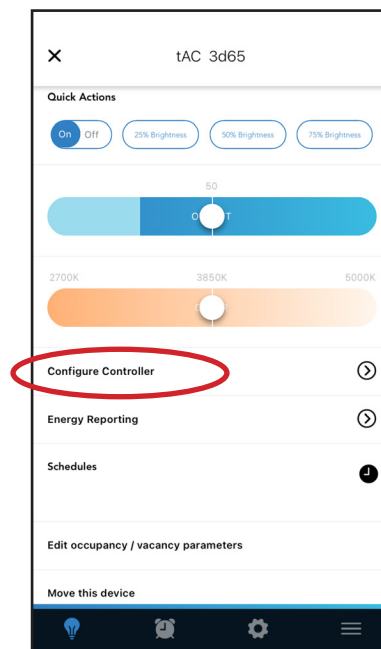 tAC 3d65
Quick Actions
On Off 25% Brightness 50% Brightness 75% Brightness
50
2700K 3850K 5000K
Configure Controller
Energy Reporting
Schedules
Edit occupancy / vacancy parameters
Move this device